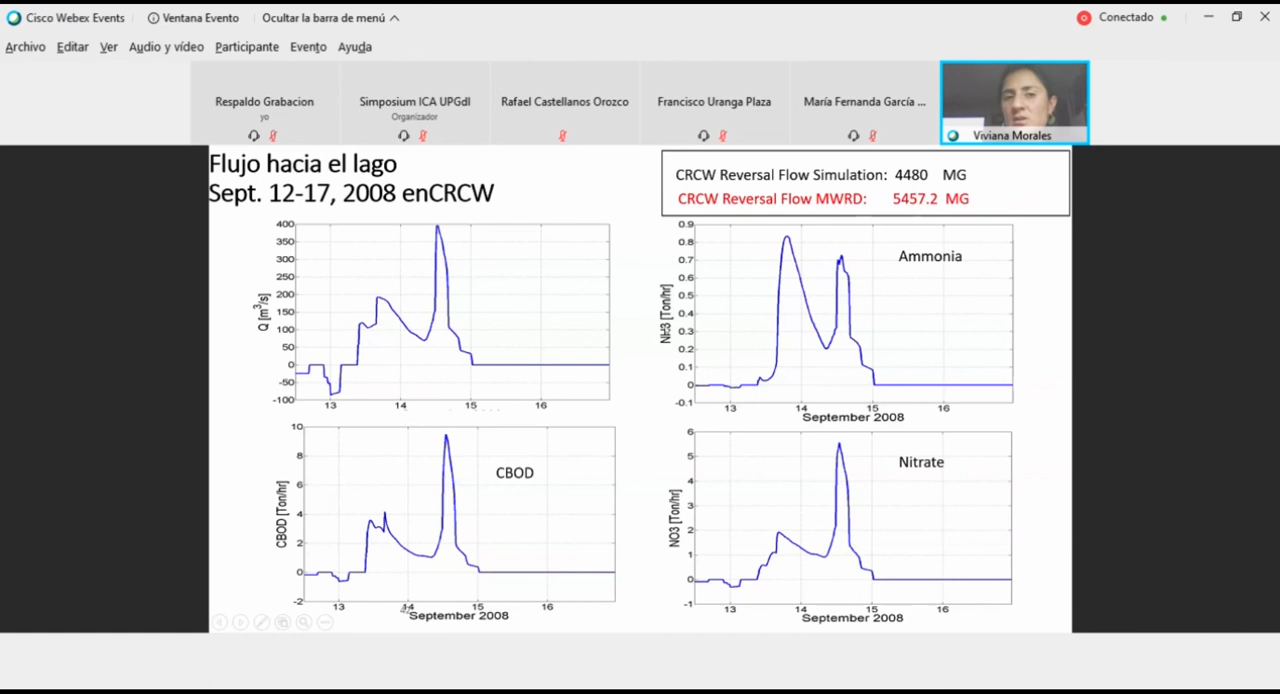 Cisco Webex Events
Ventana Evento
Ocultar la barra de menú
Conectado
Archivo Editar Ver Audio y vídeo Participante Evento Ayuda
Respaldo Grabacion
yo
Simposium ICA UPGdl
Organizador
Rafael Castellanos Orozco
Francisco Uranga Plaza
María Fernanda García ...
Viviana Morales
Flujo hacia el lago
Sept. 12-17, 2008 enCRCW
CRCW Reversal Flow Simulation: 4480 MG
CRCW Reversal Flow MWRD: 5457.2 MG
Q [m³/s]
400
350
300
250
200
150
100
50
0
-50
-100
13 14 15 16
Ammonia
NH3 [Ton/hr]
0.9
0.8
0.7
0.6
0.5
0.4
0.3
0.2
0.1
0
-0.1
13 14 15 16
September 2008
CBOD
CBOD [Ton/hr]
10
8
6
4
2
0
-2
13 14 15 16
September 2008
Nitrate
NO3 [Ton/hr]
6
5
4
3
2
1
0
-1
13 14 15 16
September 2008